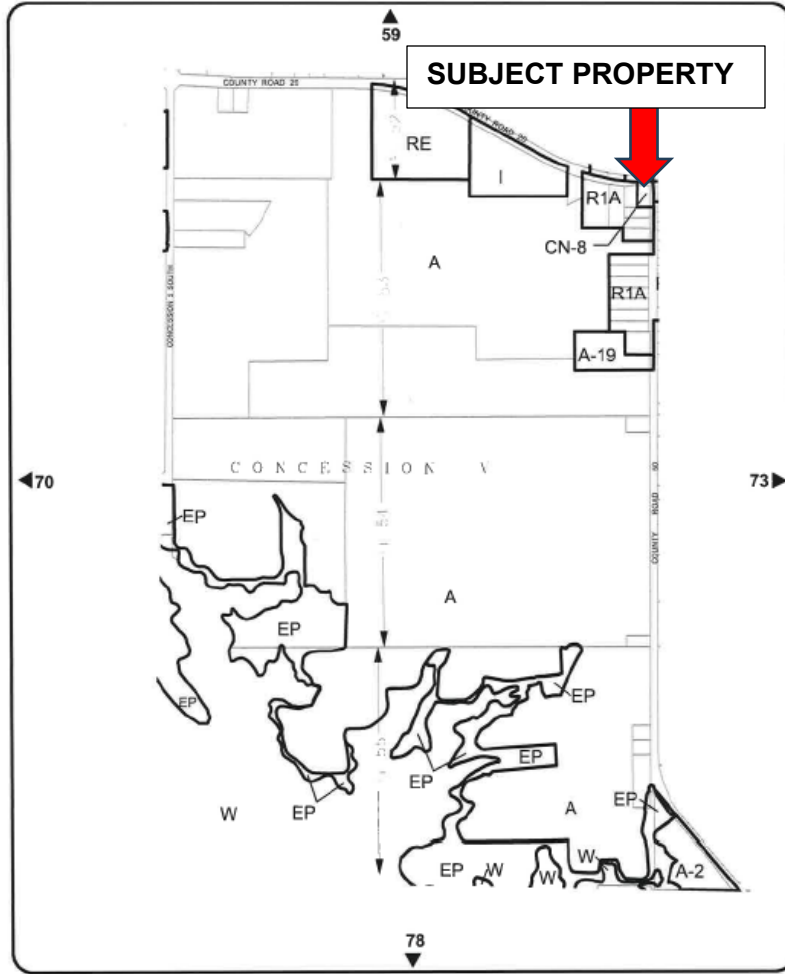 59
SUBJECT PROPERTY
COUNTY ROAD 20
COUNTY ROAD 20
RE
I
R1A
CN-8
A
R1A
A-19
CONCESSION 2 SOUTH
CONCESSION V
70
73
COUNTY ROAD 50
EP
A
EP
EP
EP
EP
EP
EP
EP
A
W
W
EP
W
W
A-2
78